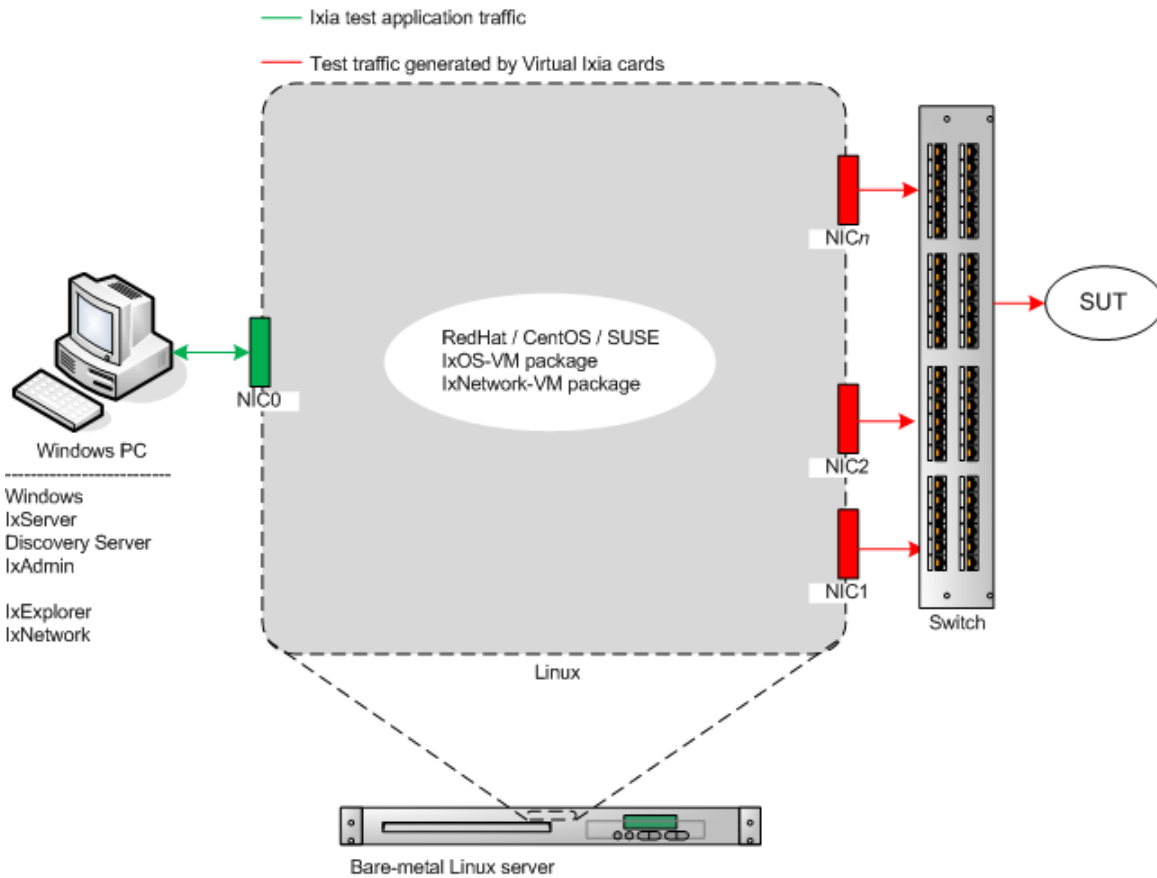 Ixia test application traffic
Test traffic generated by Virtual Ixia cards
NICn
SUT
RedHat / CentOS / SUSE
IxOS-VM package
IxNetwork-VM package
NIC0
Windows PC
----------------------------
Windows
IxServer
Discovery Server
IxAdmin
IxExplorer
IxNetwork
NIC2
NIC1
Switch
Linux
Bare-metal Linux server